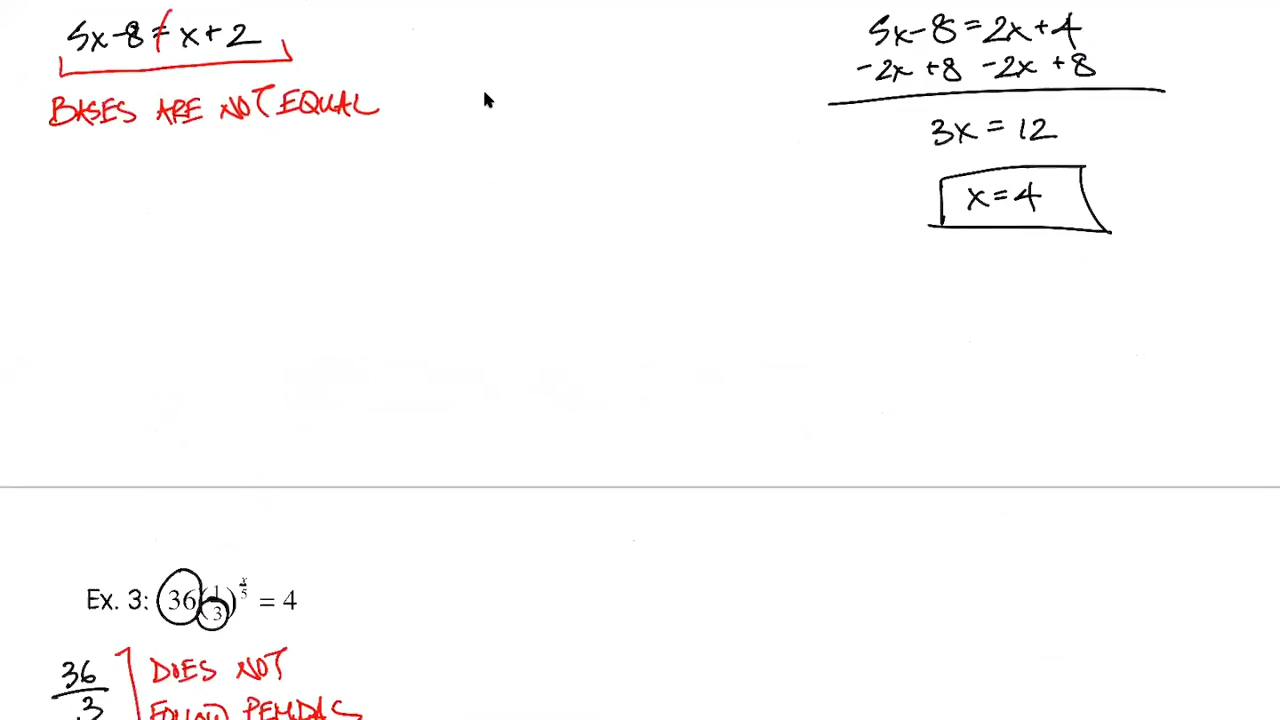 5x-8=x+2
BASES ARE NOT EQUAL
5x-8=2x+4
-2x +8 -2x +8
3x = 12
x=4
Ex. 3: 36(1/3)^(x/5) = 4
36
3
DOES NOT
FOLLOW PEMDAS